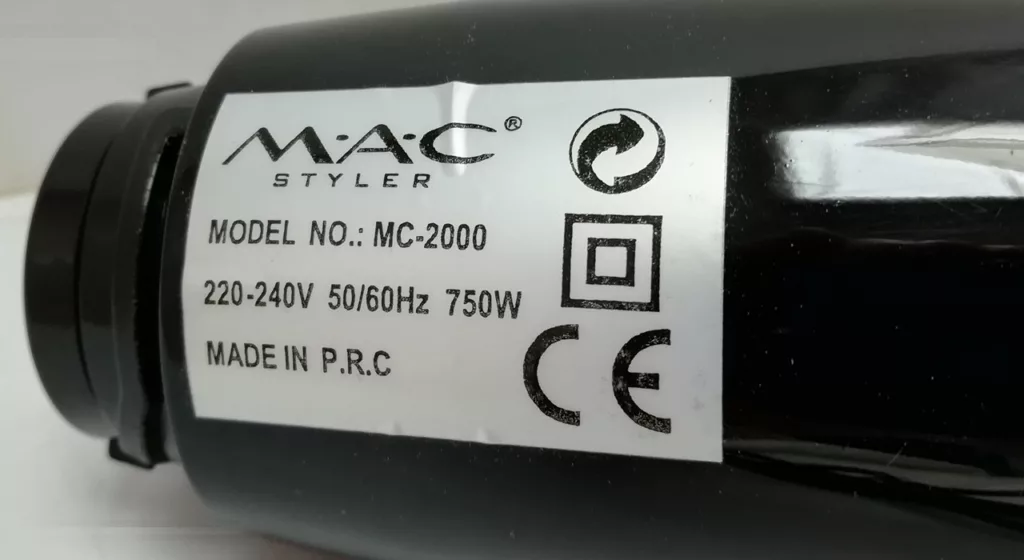 M·A·C®
STYLER
MODEL NO.: MC-2000
220-240V 50/60Hz 750W
MADE IN P.R.C
CE